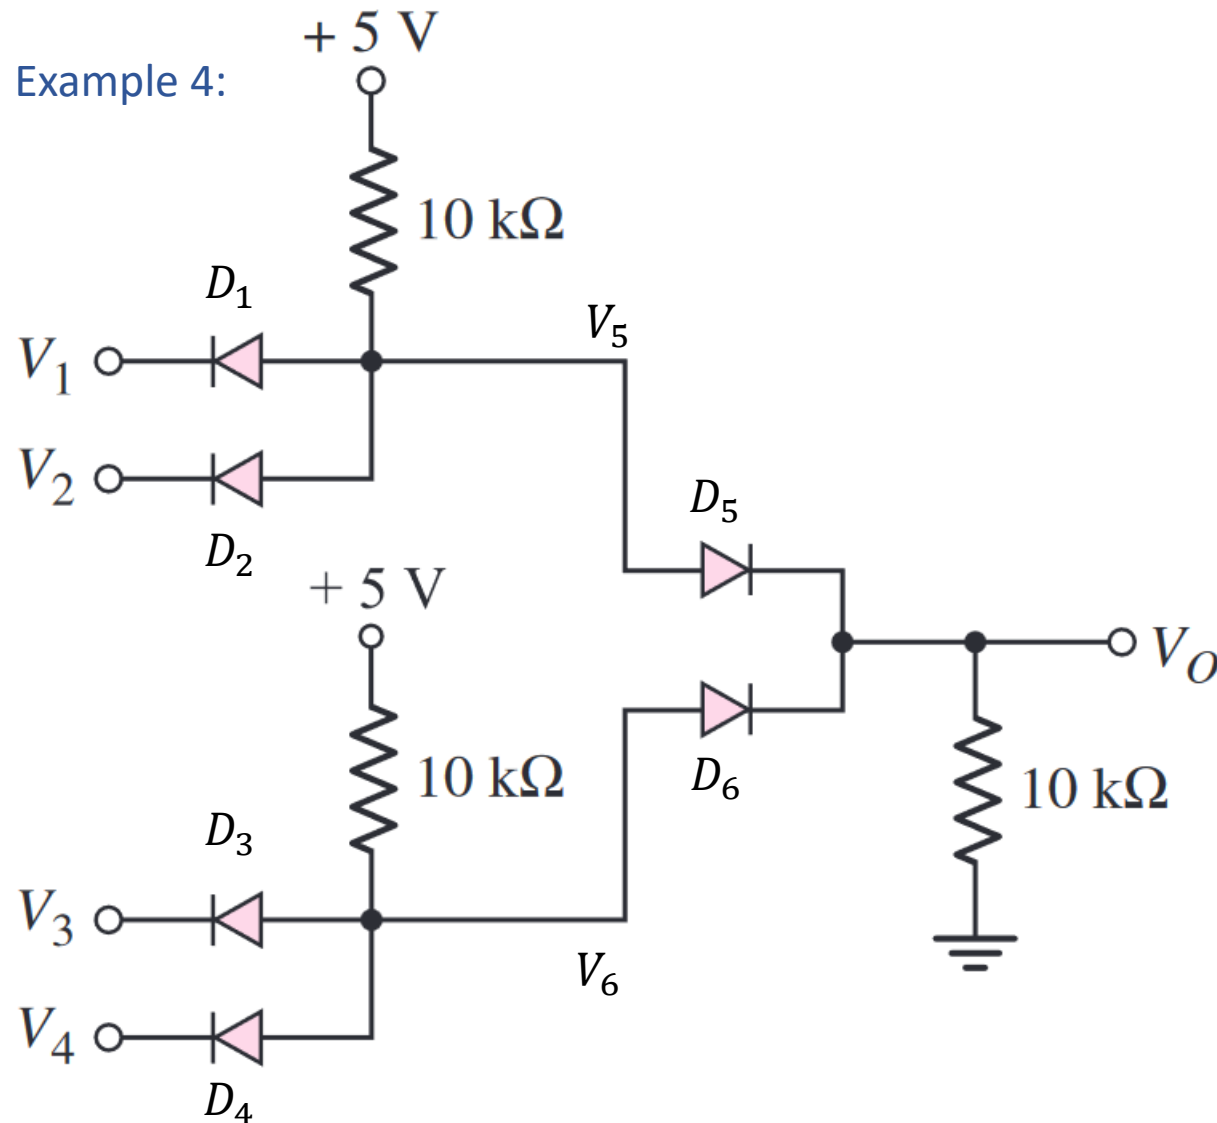 + 5 V
Example 4:
10 kΩ
D₁
V₅
V₁
V₂
D₅
D₂
+ 5 V
V_O
10 kΩ
D₆
10 kΩ
D₃
V₃
V₆
V₄
D₄